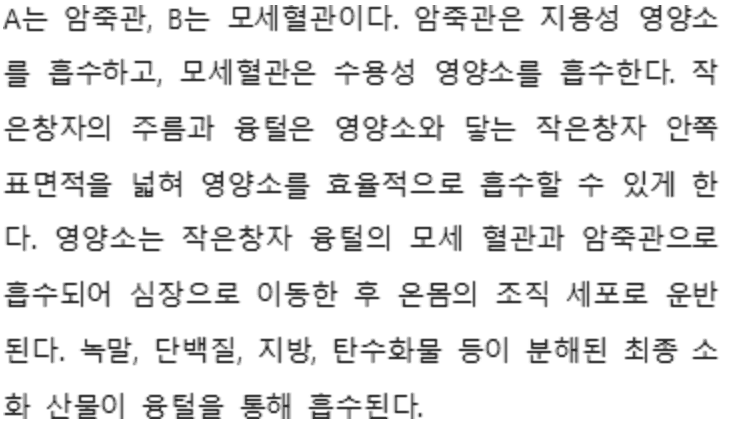 A는 암죽관, B는 모세혈관이다. 암죽관은 지용성 영양소
를 흡수하고, 모세혈관은 수용성 영양소를 흡수한다. 작
은창자의 주름과 융털은 영양소와 닿는 작은창자 안쪽
표면적을 넓혀 영양소를 효율적으로 흡수할 수 있게 한
다. 영양소는 작은창자 융털의 모세 혈관과 암죽관으로
흡수되어 심장으로 이동한 후 온몸의 조직 세포로 운반
된다. 녹말, 단백질, 지방, 탄수화물 등이 분해된 최종 소
화 산물이 융털을 통해 흡수된다.